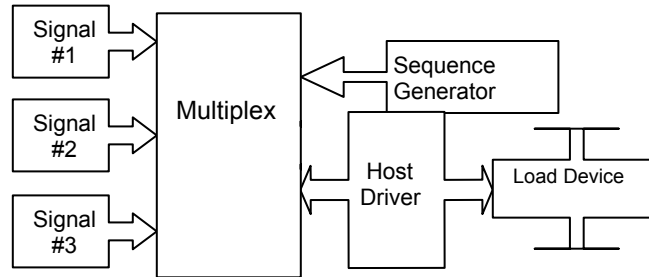 Signal
#1
Signal
#2
Signal
#3
Multiplex
Sequence
Generator
Host
Driver
Load Device